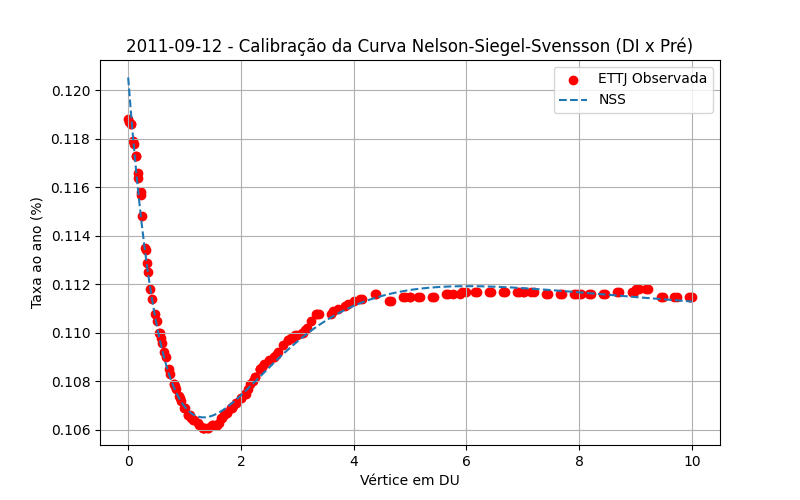 2011-09-12 - Calibração da Curva Nelson-Siegel-Svensson (DI x Pré)
ETTJ Observada
NSS
Taxa ao ano (%)
0.120
0.118
0.116
0.114
0.112
0.110
0.108
0.106
0 2 4 6 8 10
Vértice em DU